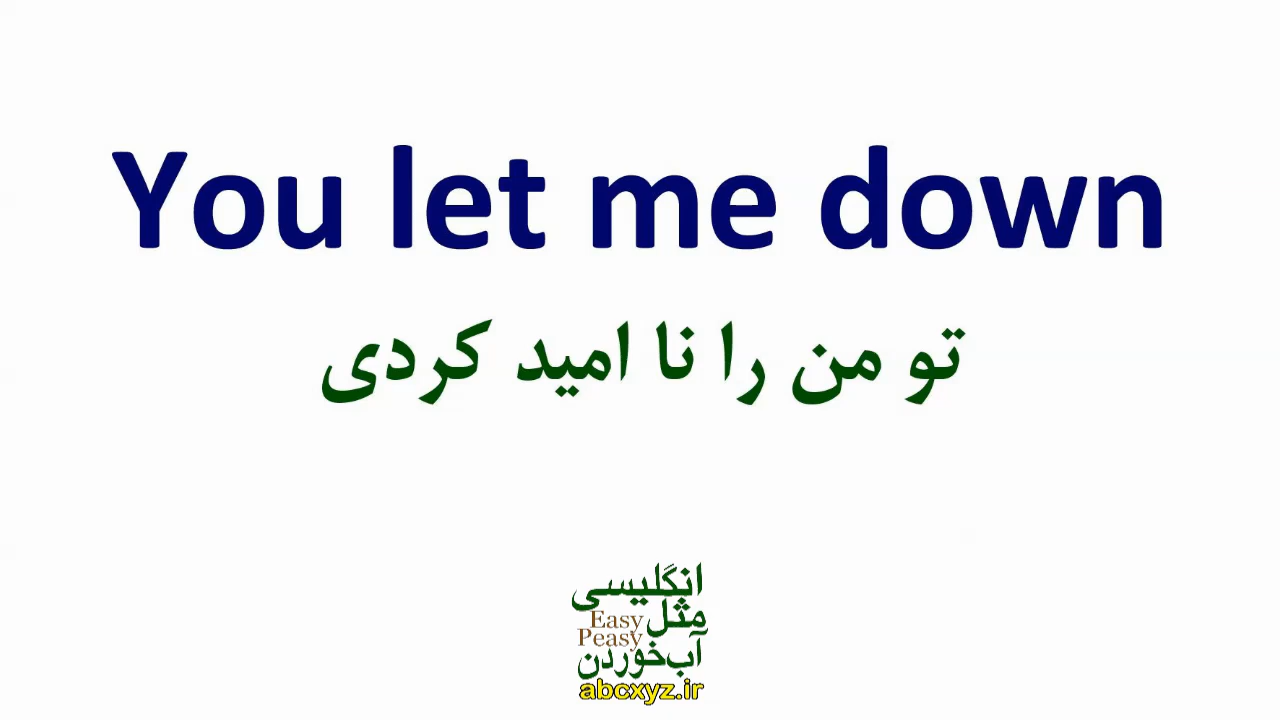 You let me down
تو من را نا امید کردی
انگلیسی
مثل Easy
Peasy
آب‌خوردن
abcxyz.ir